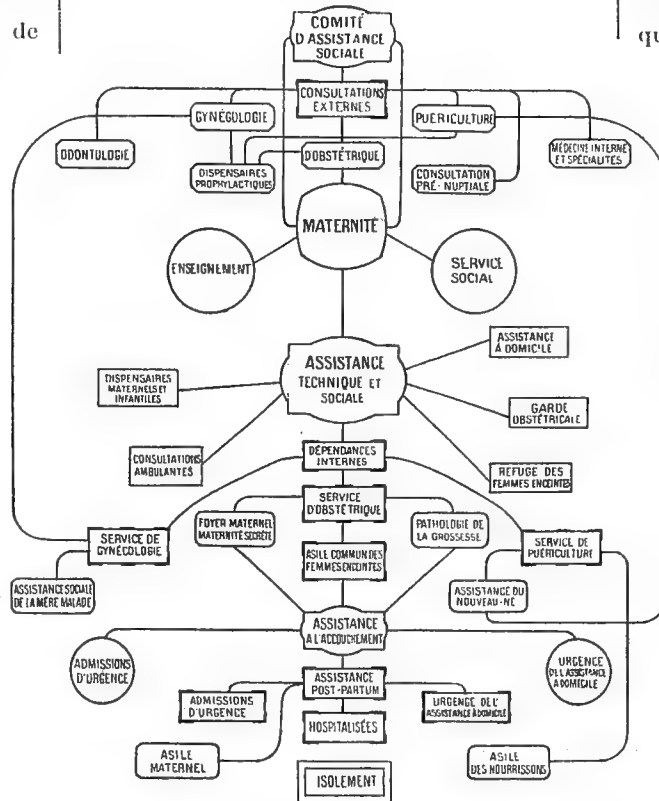 de
qu
COMITÉ
D'ASSISTANCE
SOCIALE
CONSULTATIONS
EXTERNES
GYNÉGOLOGIE
PUÉRICULTURE
ODONTOLOGIE
DISPENSAIRES
PROPHYLACTIQUES
D'OBSTÉTRIQUE
CONSULTATION
PRÉ-NUPTIALE
MÉDECINE INTERNE
ET SPÉCIALITÉS
MATERNITÉ
ENSEIGNEMENT
SERVICE
SOCIAL
ASSISTANCE
TECHNIQUE ET
SOCIALE
ASSISTANCE
À DOMICILE
DISPENSAIRES
MATERNELS ET
INFANTILES
GARDE
OBSTÉTRICALE
CONSULTATIONS
AMBULANTES
DÉPENDANCES
INTERNES
REFUGE DES
FEMMES ENCEINTES
SERVICE
D'OBSTÉTRIQUE
FOYER MATERNEL
MATERNITÉ SECRÈTE
PATHOLOGIE DE
LA GROSSESSE
SERVICE DE
GYNÉCOLOGIE
ASILE COMMUN DES
FEMMES ENCEINTES
SERVICE DE
PUÉRICULTURE
ASSISTANCE SOCIALE
DE LA MÈRE MALADE
ASSISTANCE DU
NOUVEAU-NÉ
ASSISTANCE
A L'ACCOUCHEMENT
ADMISSIONS
D'URGENCE
URGENCE
DE L'ASSISTANCE
A DOMICILE
ASSISTANCE
POST-PARTUM
ADMISSIONS
D'URGENCE
URGENGE DE L'
ASSISTANCE À DOMICILE
HOSPITALISÉES
ASILE
MATERNEL
ASILE
DES NOURRISSONS
ISOLEMENT